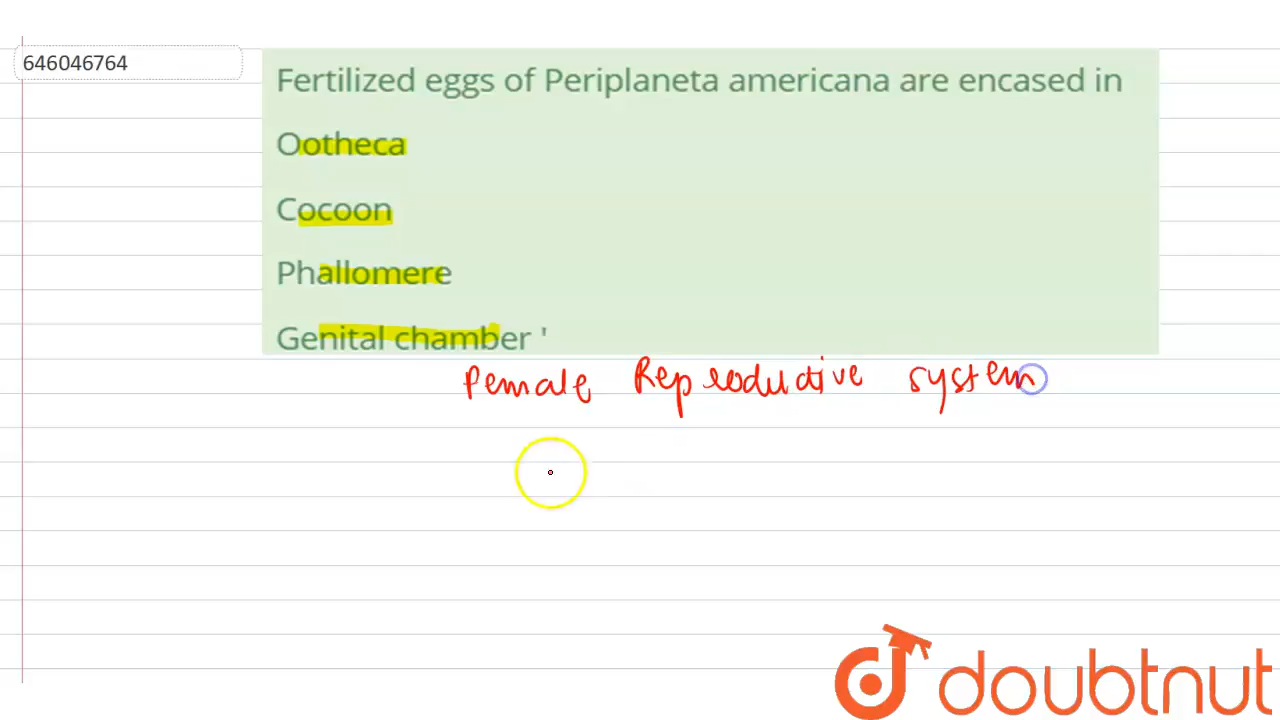 646046764
Fertilized eggs of Periplaneta americana are encased in
Ootheca
Cocoon
Phallomere
Genital chamber '
Female Reproductive system
doubtnut